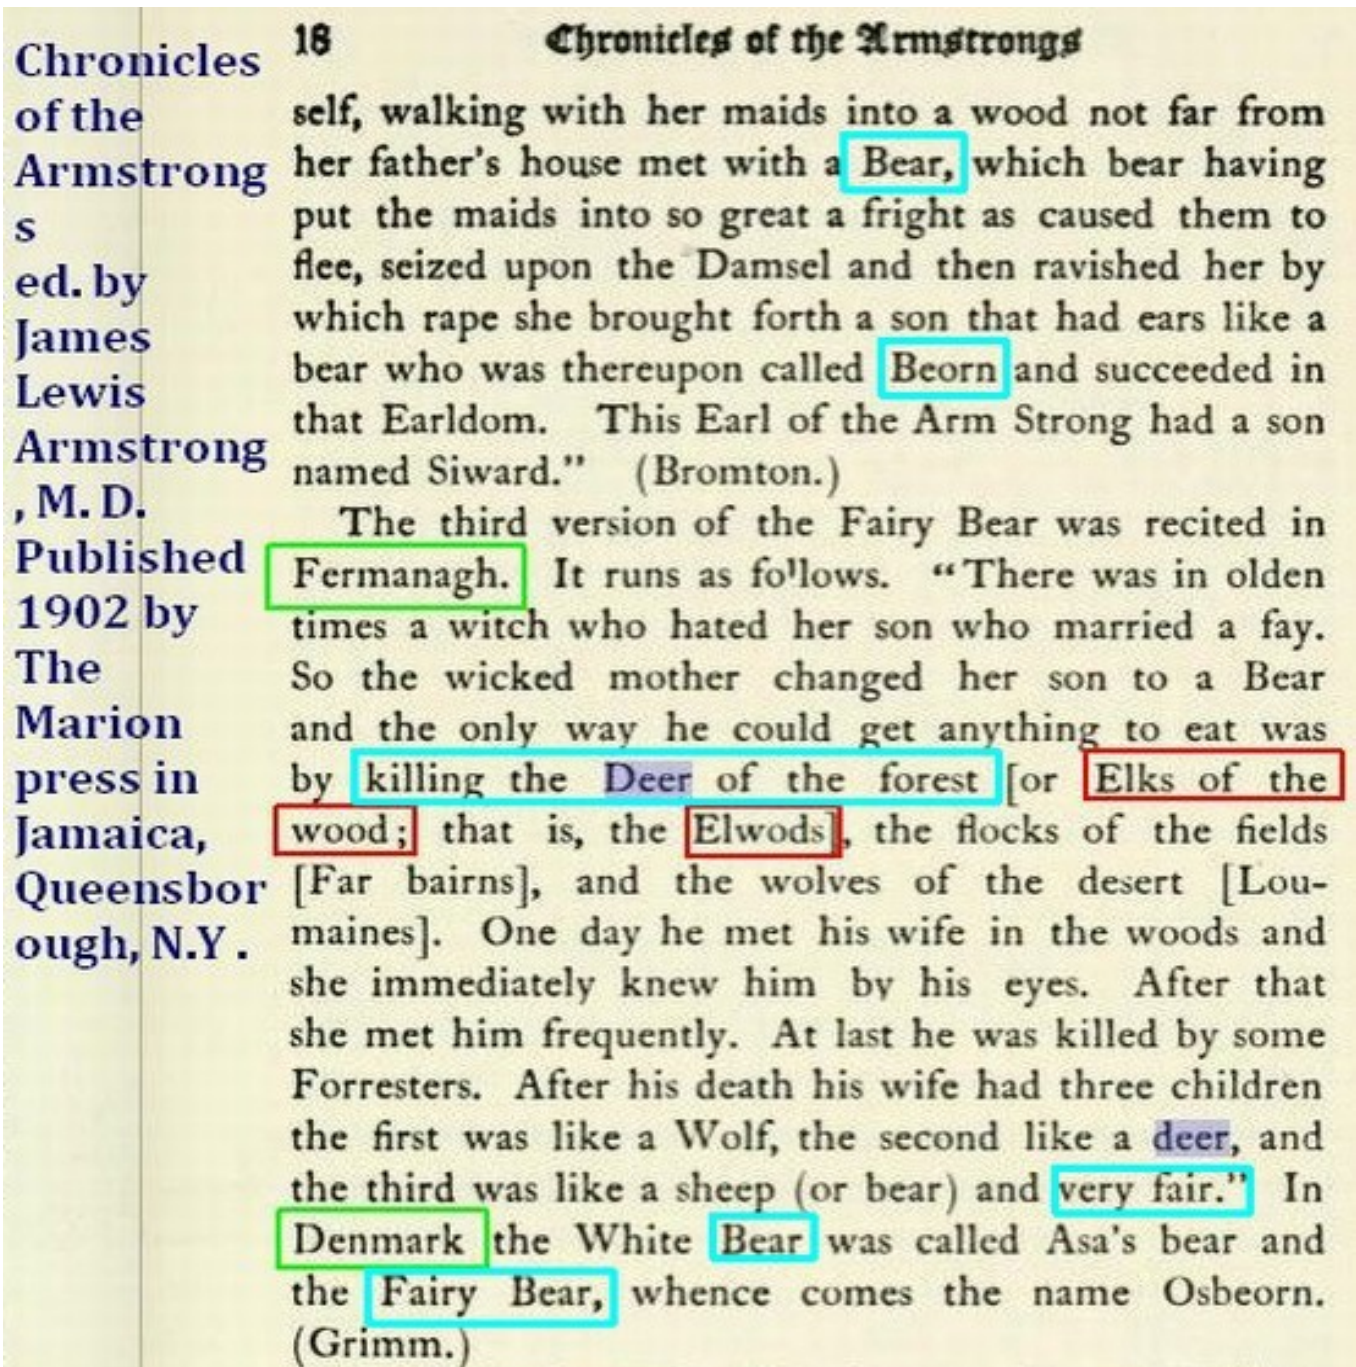 Chronicles
of the
Armstrong
s
ed. by
James
Lewis
Armstrong
, M. D.
Published
1902 by
The
Marion
press in
Jamaica,
Queensbor
ough, N.Y .
18 Chronicles of the Armstrongs
self, walking with her maids into a wood not far from
her father's house met with a Bear, which bear having
put the maids into so great a fright as caused them to
flee, seized upon the Damsel and then ravished her by
which rape she brought forth a son that had ears like a
bear who was thereupon called Beorn and succeeded in
that Earldom. This Earl of the Arm Strong had a son
named Siward." (Bromton.)
The third version of the Fairy Bear was recited in
Fermanagh. It runs as follows. "There was in olden
times a witch who hated her son who married a fay.
So the wicked mother changed her son to a Bear
and the only way he could get anything to eat was
by killing the Deer of the forest [or Elks of the
wood; that is, the Elwods], the flocks of the fields
[Far bairns], and the wolves of the desert [Lou-
maines]. One day he met his wife in the woods and
she immediately knew him by his eyes. After that
she met him frequently. At last he was killed by some
Forresters. After his death his wife had three children
the first was like a Wolf, the second like a deer, and
the third was like a sheep (or bear) and very fair." In
Denmark the White Bear was called Asa's bear and
the Fairy Bear, whence comes the name Osbeorn.
(Grimm.)